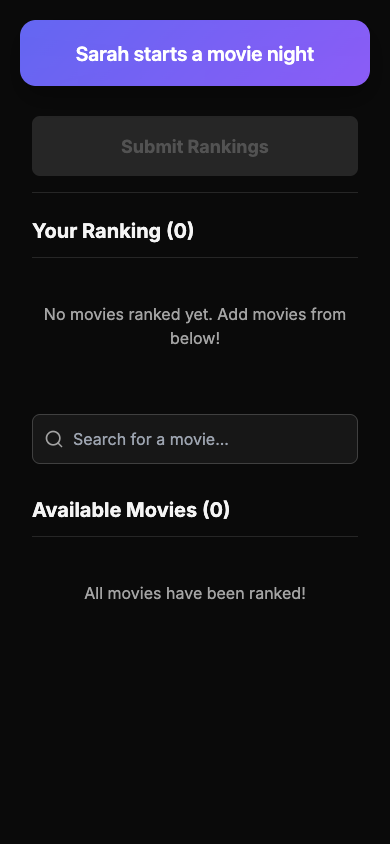 Sarah starts a movie night
Submit Rankings
Your Ranking (0)
No movies ranked yet. Add movies from
below!
Search for a movie...
Available Movies (0)
All movies have been ranked!